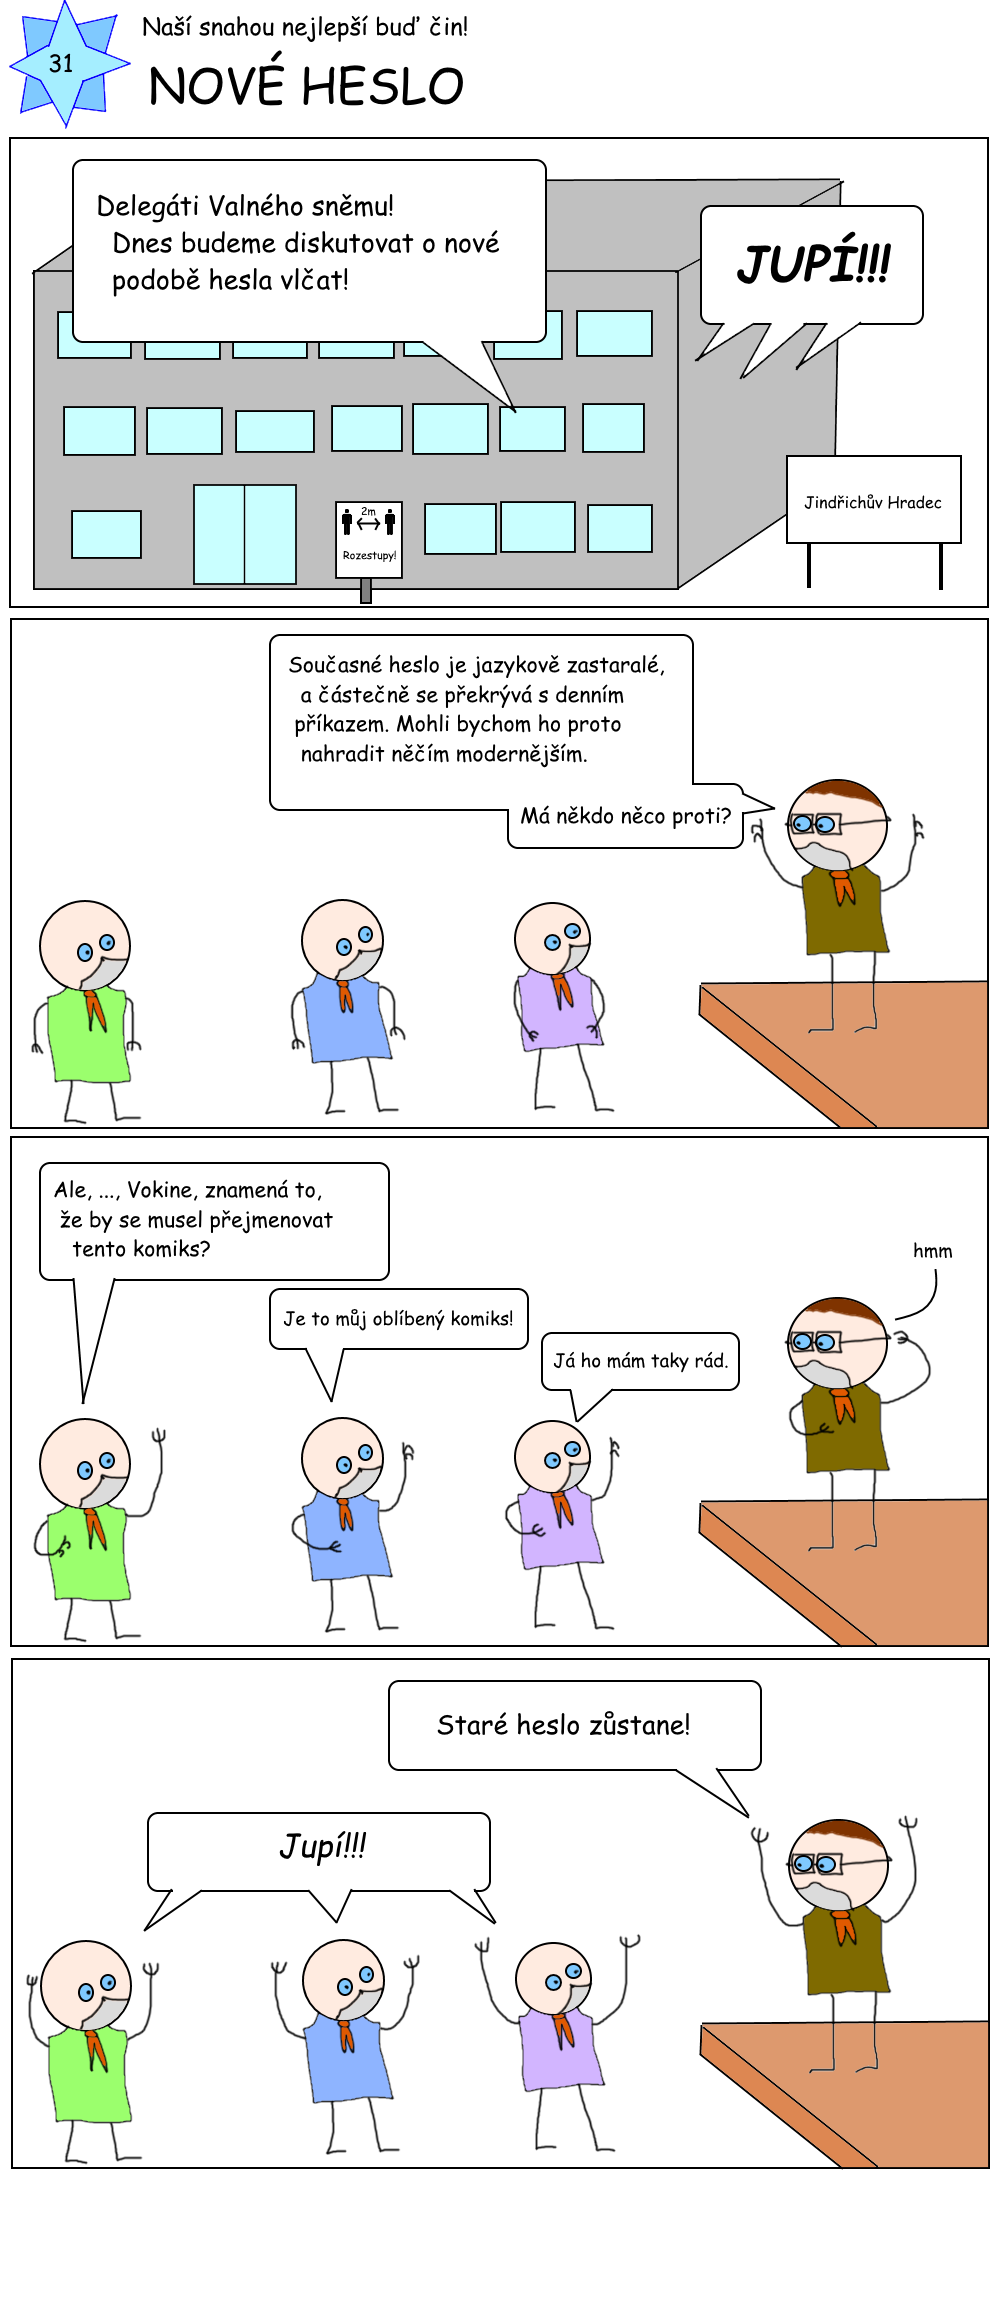 31
Naší snahou nejlepší buď čin!
NOVÉ HESLO
Delegáti Valného sněmu!
Dnes budeme diskutovat o nové
podobě hesla vlčat!
JUPÍ!!!
2m
Rozestupy!
Jindřichův Hradec
Současné heslo je jazykově zastaralé,
a částečně se překrývá s denním
příkazem. Mohli bychom ho proto
nahradit něčím modernějším.
Má někdo něco proti?
Ale, ..., Vokine, znamená to,
že by se musel přejmenovat
tento komiks?
Je to můj oblíbený komiks!
Já ho mám taky rád.
hmm
Staré heslo zůstane!
Jupí!!!